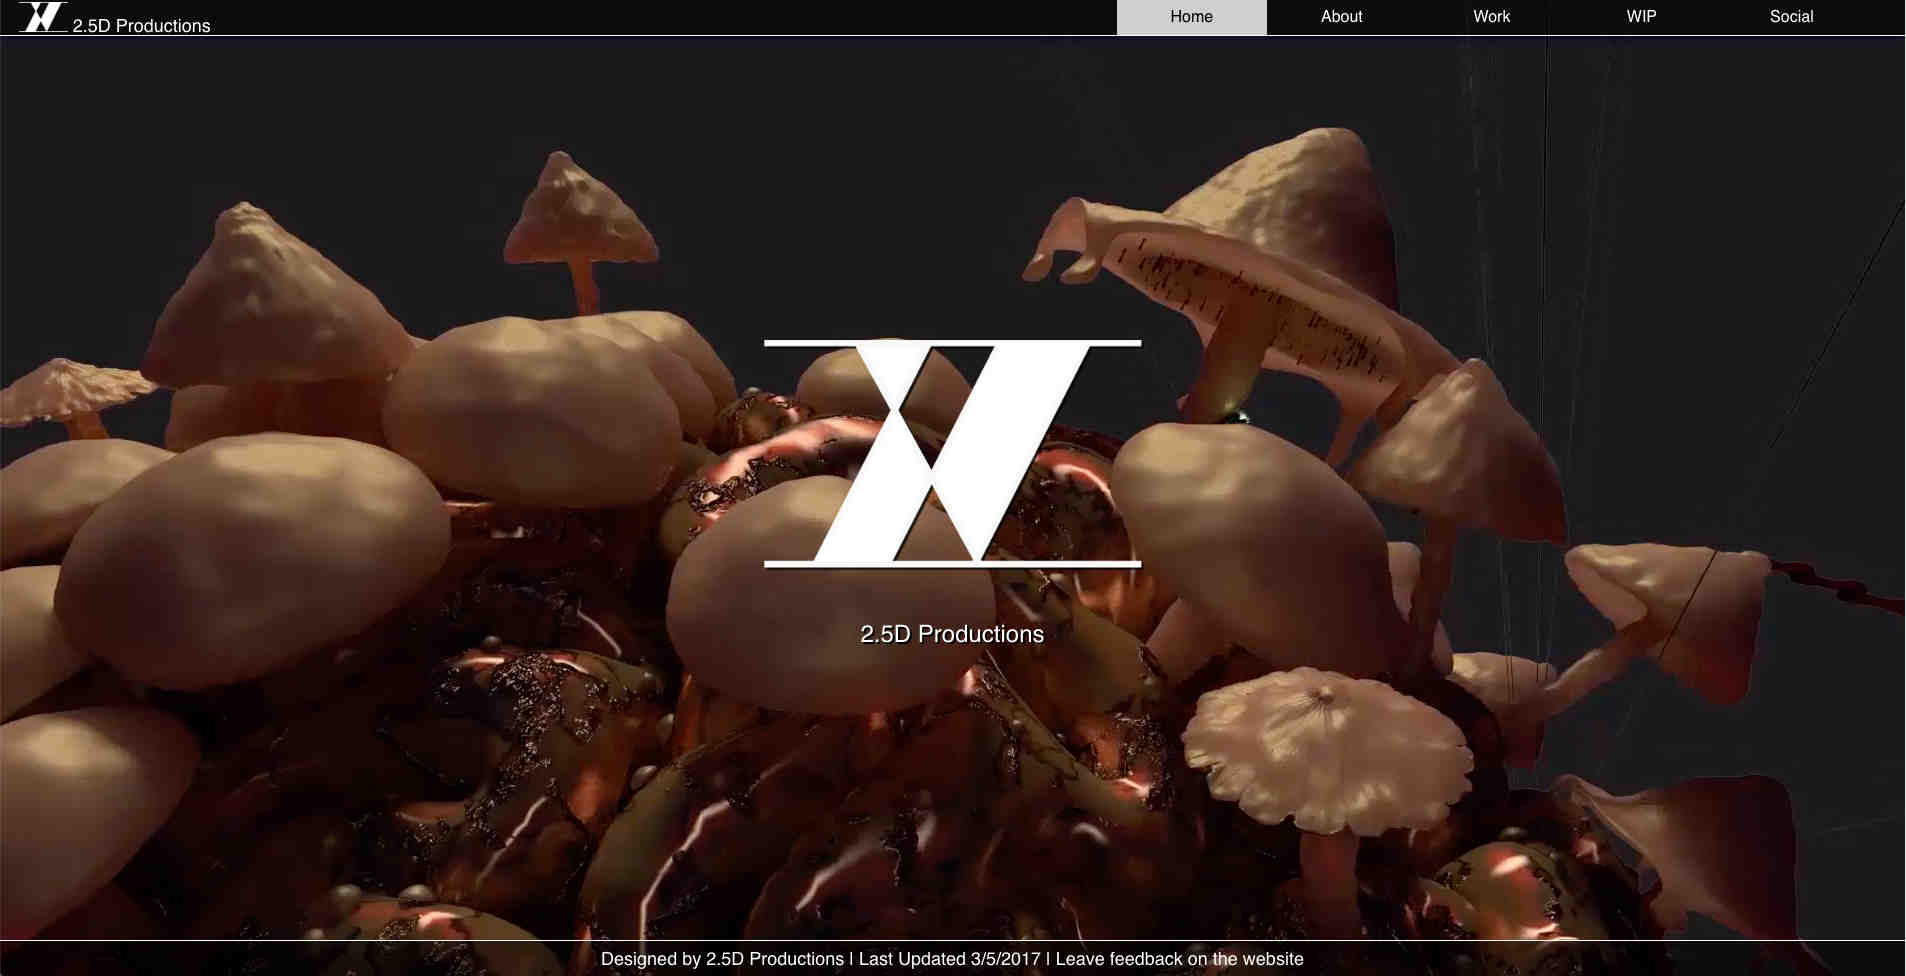 2.5D Productions
Home
About
Work
WIP
Social
2.5D Productions
Designed by 2.5D Productions | Last Updated 3/5/2017 | Leave feedback on the website